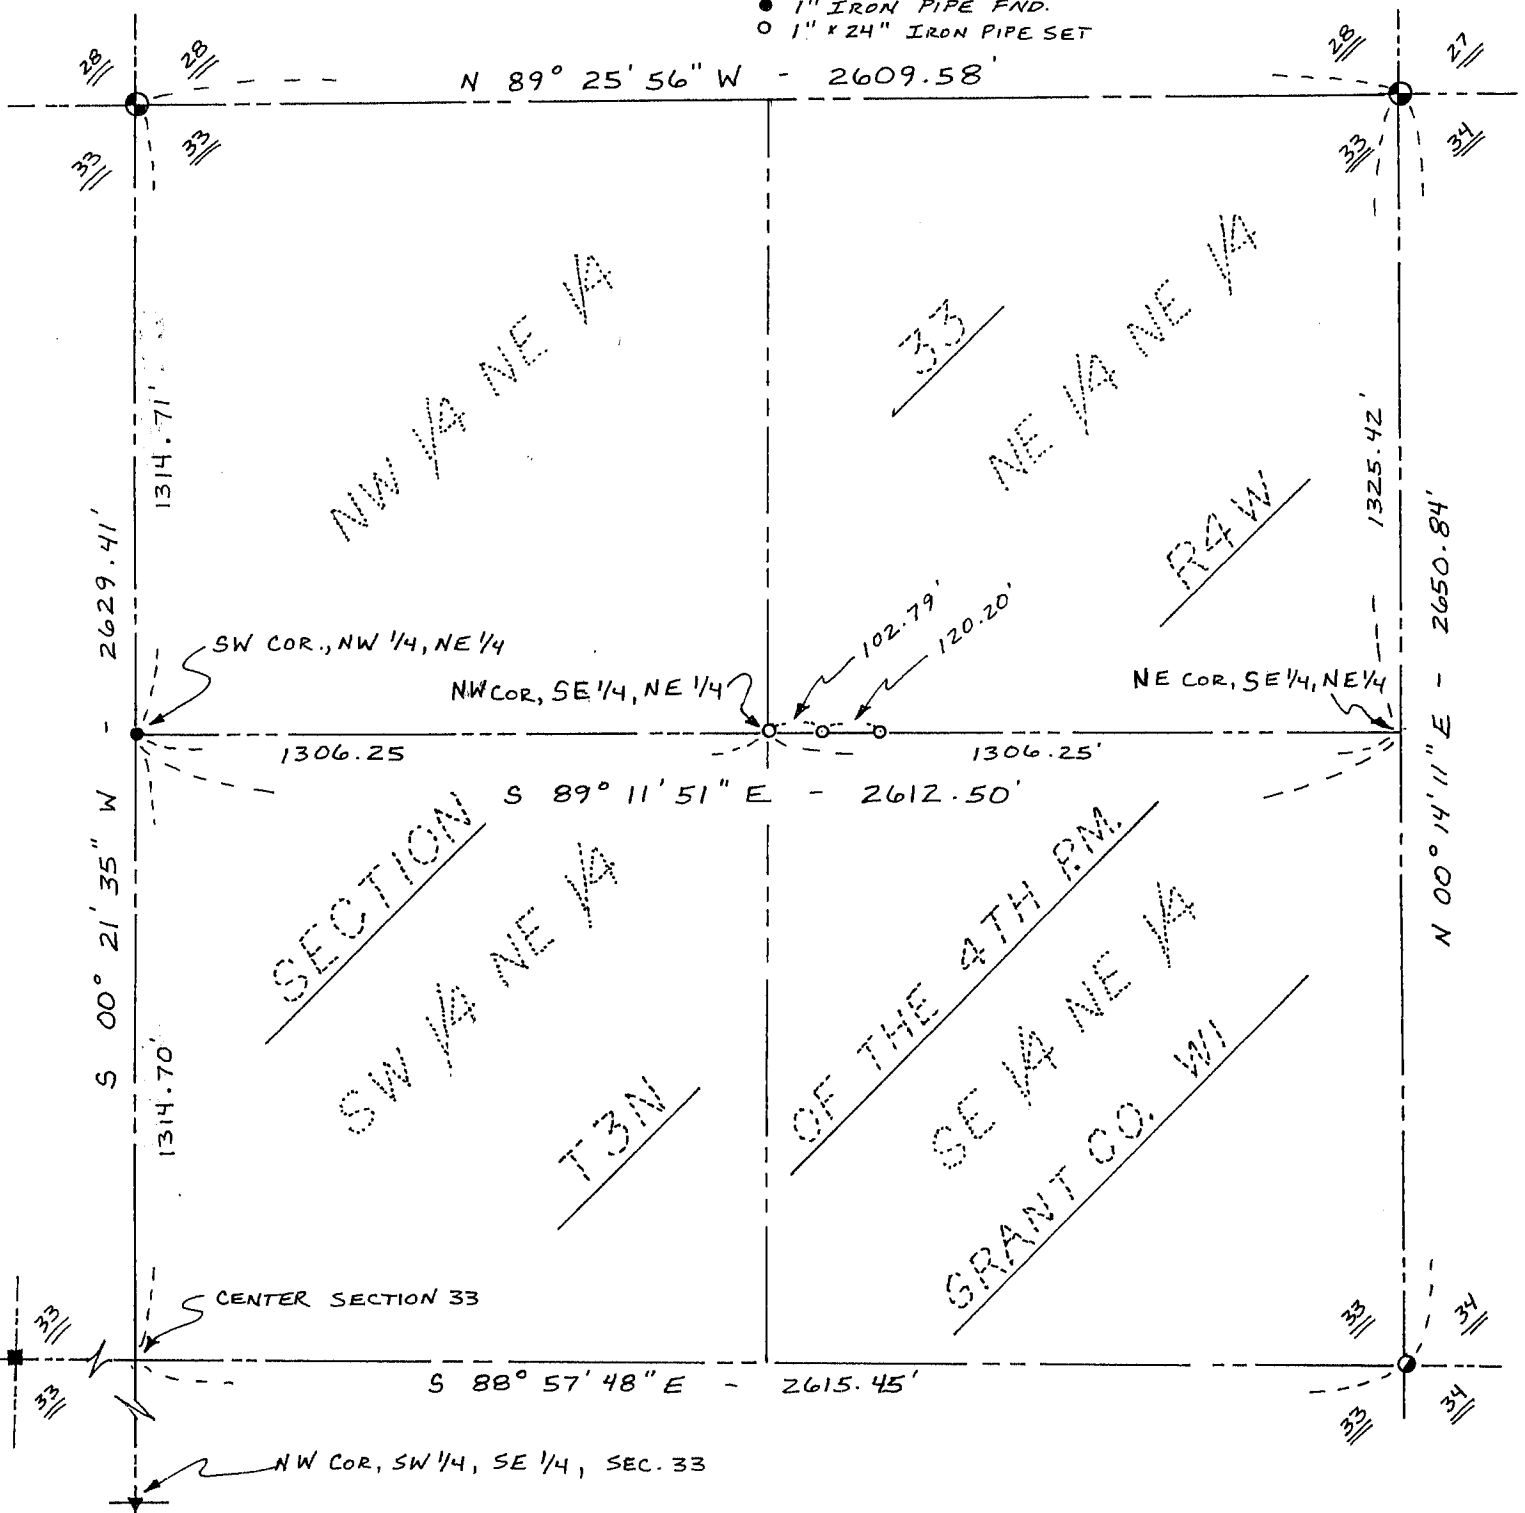 ● 1" IRON PIPE FND.
○ 1" x 24" IRON PIPE SET
28
28
28
27
N 89° 25' 56" W - 2609.58'
33
33
33
34
NW 1/4 NE 1/4
33
NE 1/4 NE 1/4
1314.71'
1325.42'
R4W
S 00° 21' 35" W - 2629.41'
N 00° 14' 11" E - 2650.84'
102.79'
120.20'
SW COR., NW 1/4, NE 1/4
NW COR, SE 1/4, NE 1/4
NE COR, SE 1/4, NE 1/4
1306.25
1306.25'
S 89° 11' 51" E - 2612.50'
SECTION
SW 1/4 NE 1/4
OF THE 4TH P.M.
SE 1/4 NE 1/4
1314.70'
T3N
GRANT CO. WI
CENTER SECTION 33
33
33
33
34
33
34
S 88° 57' 48" E - 2615.45'
NW COR, SW 1/4, SE 1/4, SEC. 33